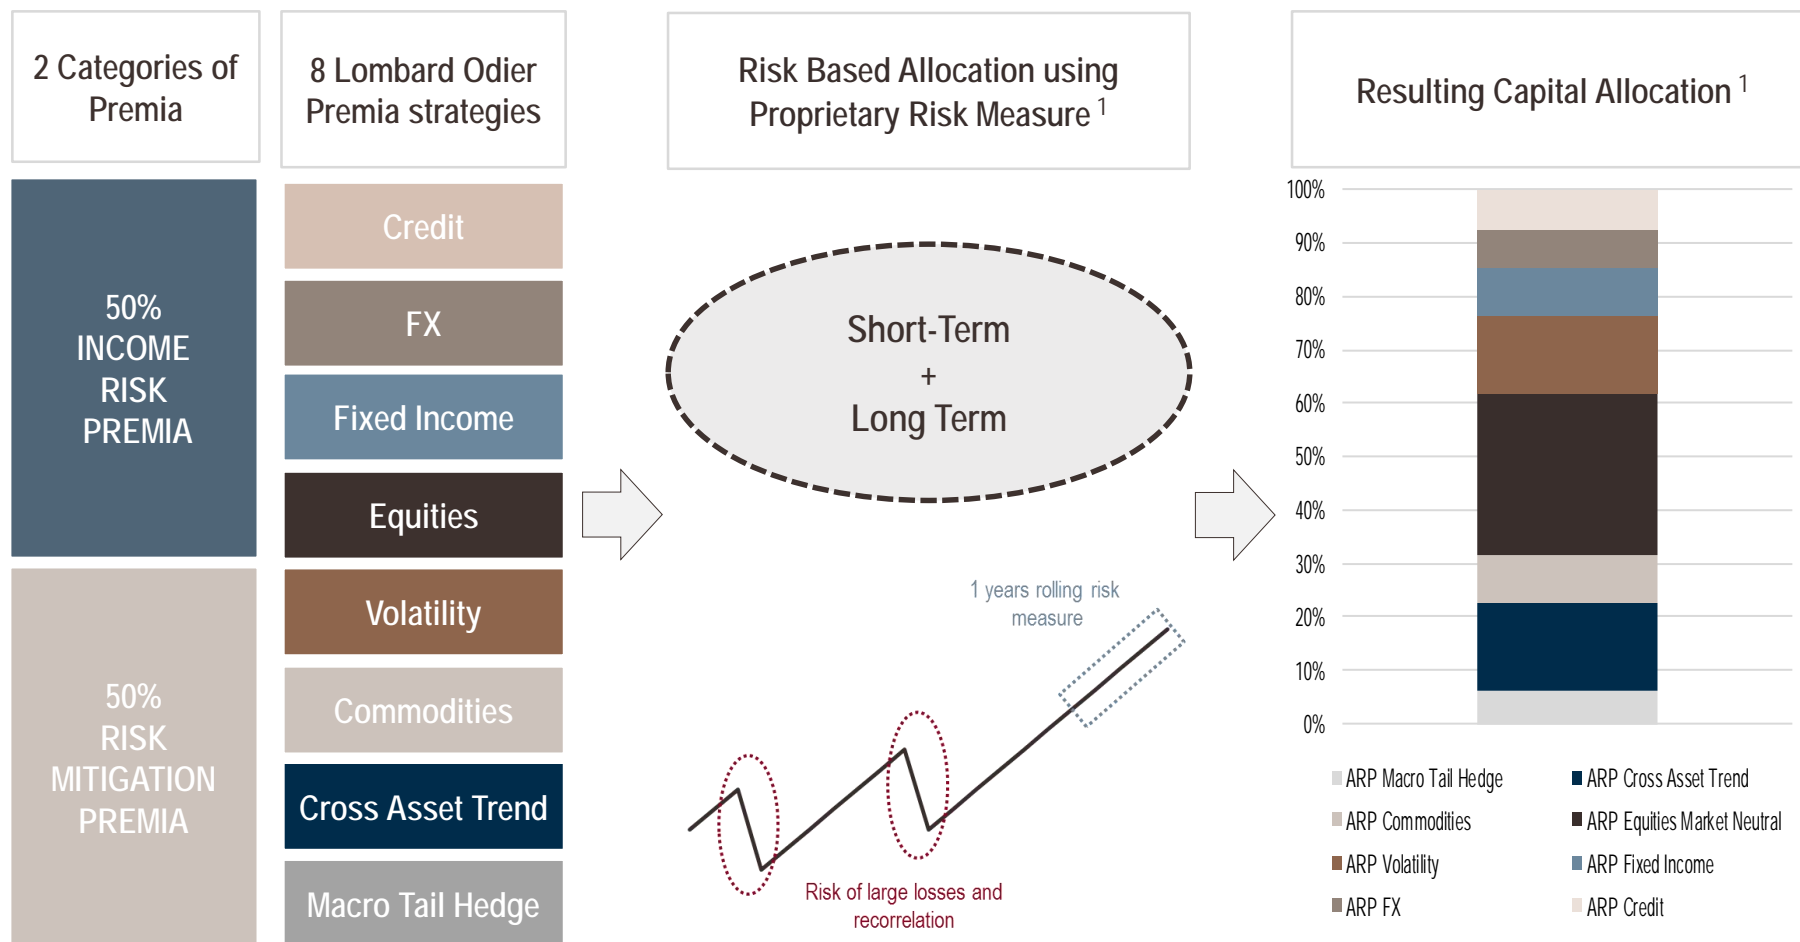 2 Categories of
Premia
8 Lombard Odier
Premia strategies
Risk Based Allocation using
Proprietary Risk Measure 1
Resulting Capital Allocation 1
50%
INCOME
RISK
PREMIA
50%
RISK
MITIGATION
PREMIA
Credit
FX
Fixed Income
Equities
Volatility
Commodities
Cross Asset Trend
Macro Tail Hedge
Short-Term
+
Long Term
1 years rolling risk
measure
Risk of large losses and
recorrelation
100%
90%
80%
70%
60%
50%
40%
30%
20%
10%
0%
ARP Macro Tail Hedge
ARP Cross Asset Trend
ARP Commodities
ARP Equities Market Neutral
ARP Volatility
ARP Fixed Income
ARP FX
ARP Credit